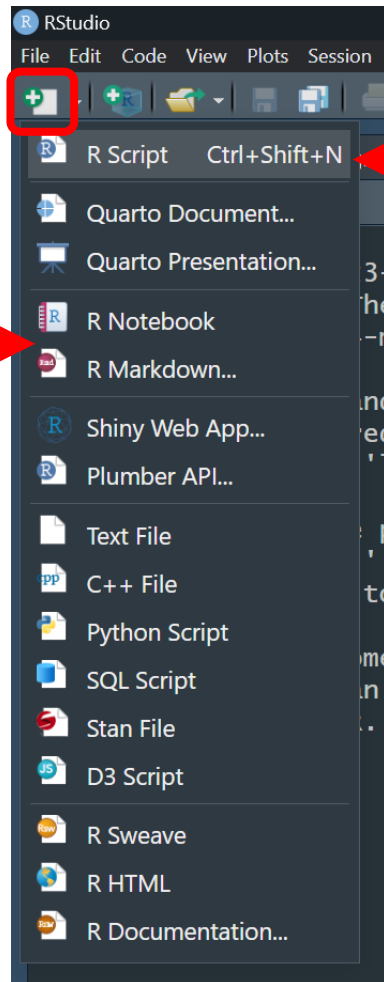 RStudio
File Edit Code View Plots Session
R Script Ctrl+Shift+N
Quarto Document...
Quarto Presentation...
R Notebook
R Markdown...
Shiny Web App...
Plumber API...
Text File
C++ File
Python Script
SQL Script
Stan File
D3 Script
R Sweave
R HTML
R Documentation...